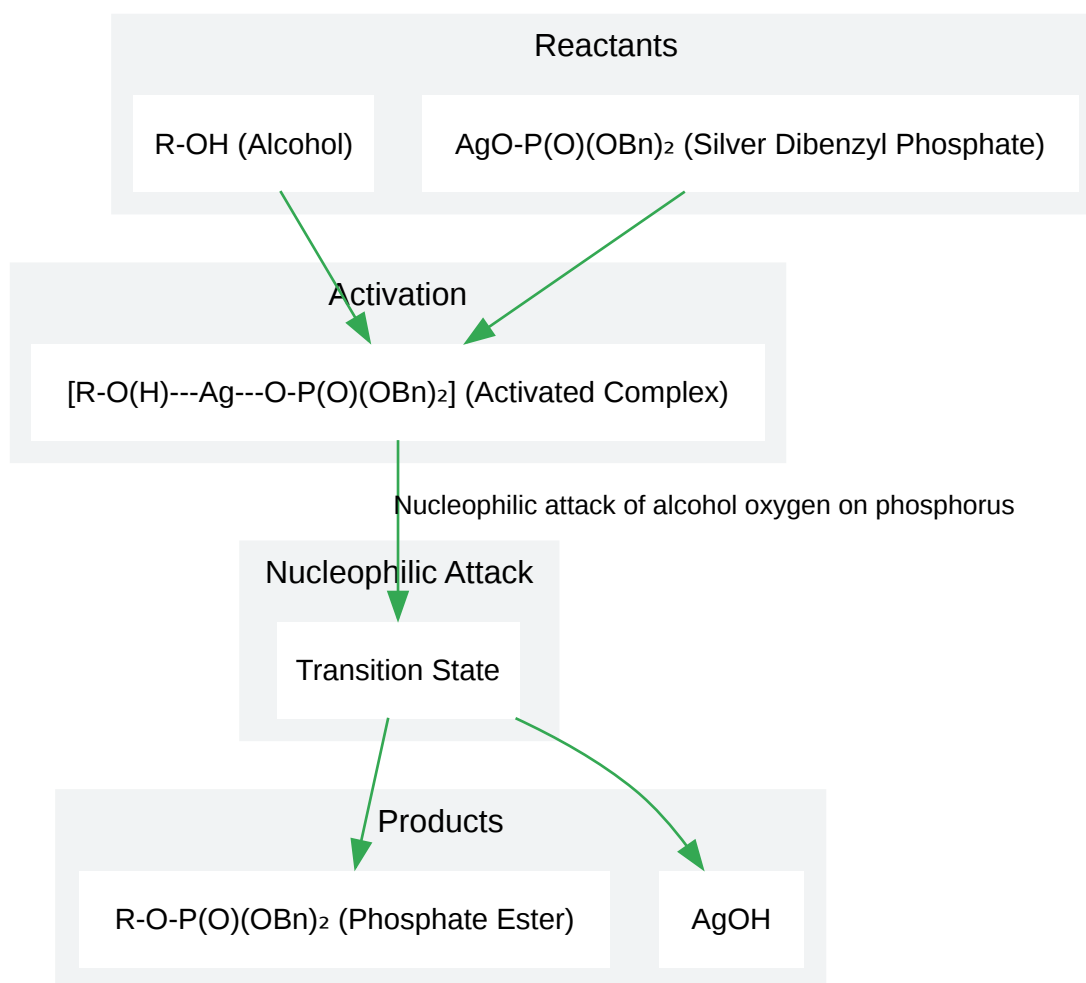 Reactants
R-OH (Alcohol)
AgO-P(O)(OBn)₂ (Silver Dibenzyl Phosphate)
Activation
[R-O(H)---Ag---O-P(O)(OBn)₂] (Activated Complex)
Nucleophilic attack of alcohol oxygen on phosphorus
Nucleophilic Attack
Transition State
Products
R-O-P(O)(OBn)₂ (Phosphate Ester)
AgOH